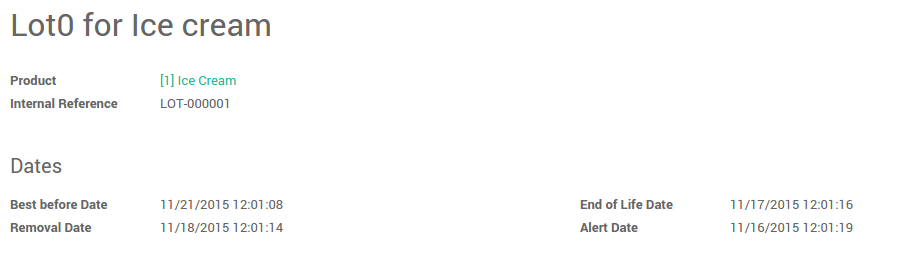 Lot0 for Ice cream
Product [1] Ice Cream
Internal Reference LOT-000001
Dates
Best before Date 11/21/2015 12:01:08 End of Life Date 11/17/2015 12:01:16
Removal Date 11/18/2015 12:01:14 Alert Date 11/16/2015 12:01:19